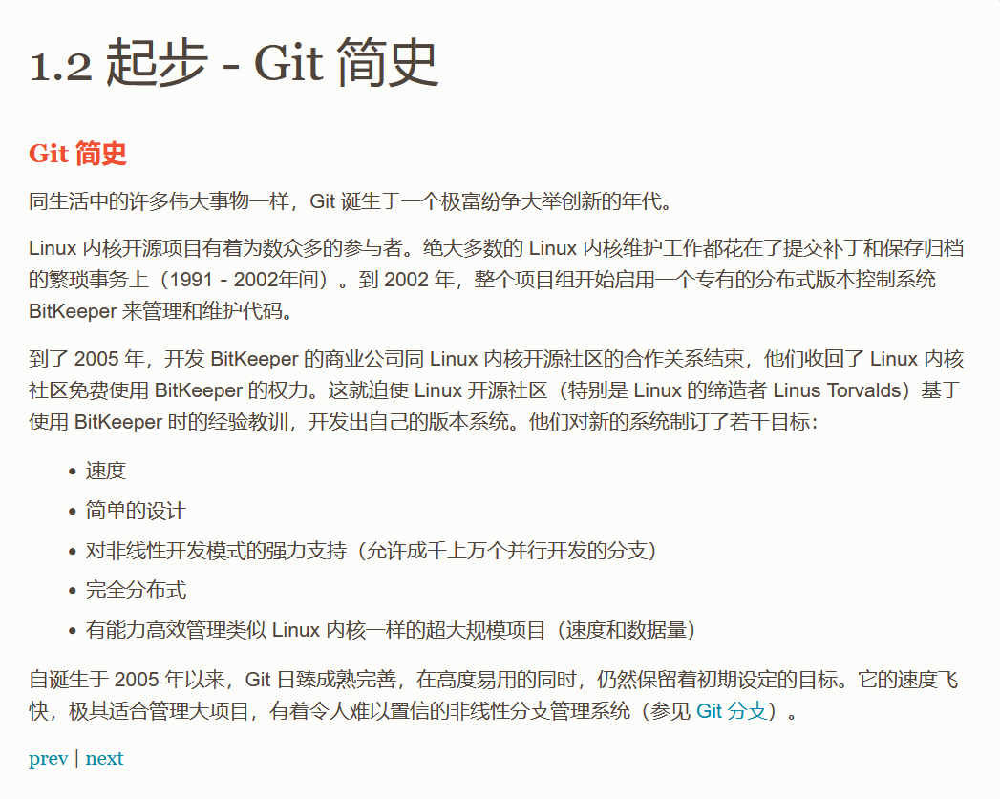 1.2 起步 - Git 简史
Git 简史
同生活中的许多伟大事物一样，Git 诞生于一个极富纷争大举创新的年代。
Linux 内核开源项目有着为数众多的参与者。绝大多数的 Linux 内核维护工作都花在了提交补丁和保存归档
的繁琐事务上（1991－2002年间）。到 2002 年，整个项目组开始启用一个专有的分布式版本控制系统
BitKeeper 来管理和维护代码。
到了 2005 年，开发 BitKeeper 的商业公司同 Linux 内核开源社区的合作关系结束，他们收回了 Linux 内核
社区免费使用 BitKeeper 的权力。这就迫使 Linux 开源社区（特别是 Linux 的缔造者 Linus Torvalds）基于
使用 BitKeeper 时的经验教训，开发出自己的版本系统。他们对新的系统制订了若干目标：
• 速度
• 简单的设计
• 对非线性开发模式的强力支持（允许成千上万个并行开发的分支）
• 完全分布式
• 有能力高效管理类似 Linux 内核一样的超大规模项目（速度和数据量）
自诞生于 2005 年以来，Git 日臻成熟完善，在高度易用的同时，仍然保留着初期设定的目标。它的速度飞
快，极其适合管理大项目，有着令人难以置信的非线性分支管理系统（参见 Git 分支）。
prev | next